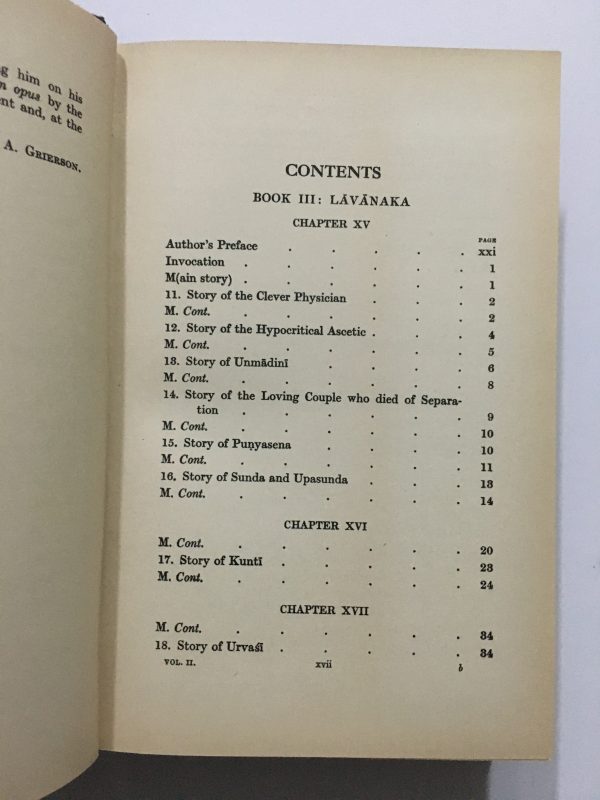 g him on his
n opus by the
nt and, at the
A. GRIERSON.
CONTENTS
BOOK III: LĀVĀNAKA
CHAPTER XV
PAGE
Author's Preface . . . . . xxi
Invocation . . . . . . 1
M(ain story) . . . . . . 1
11. Story of the Clever Physician . . . 2
M. Cont. . . . . . . 2
12. Story of the Hypocritical Ascetic . . . 4
M. Cont. . . . . . . 5
13. Story of Unmādinī . . . . 6
M. Cont. . . . . . . 8
14. Story of the Loving Couple who died of Separa-
tion . . . . . . 9
M. Cont. . . . . . . 10
15. Story of Puṇyasena . . . . 10
M. Cont. . . . . . . 11
16. Story of Sunda and Upasunda . . . 13
M. Cont. . . . . . . 14
CHAPTER XVI
M. Cont. . . . . . . 20
17. Story of Kuntī . . . . . 23
M. Cont. . . . . . . 24
CHAPTER XVII
M. Cont. . . . . . . 34
18. Story of Urvaśī . . . . . 34
VOL. II. xvii b